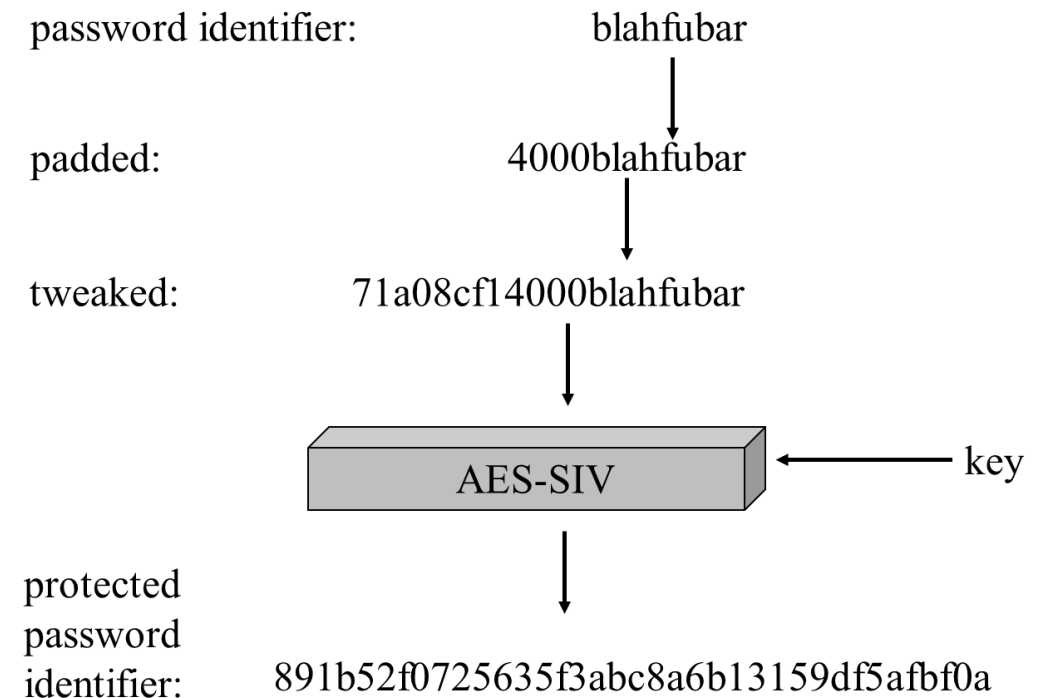 password identifier: blahfubar
padded: 4000blahfubar
tweaked: 71a08cf14000blahfubar
AES-SIV
key
protected
password
identifier: 891b52f0725635f3abc8a6b13159df5afbf0a